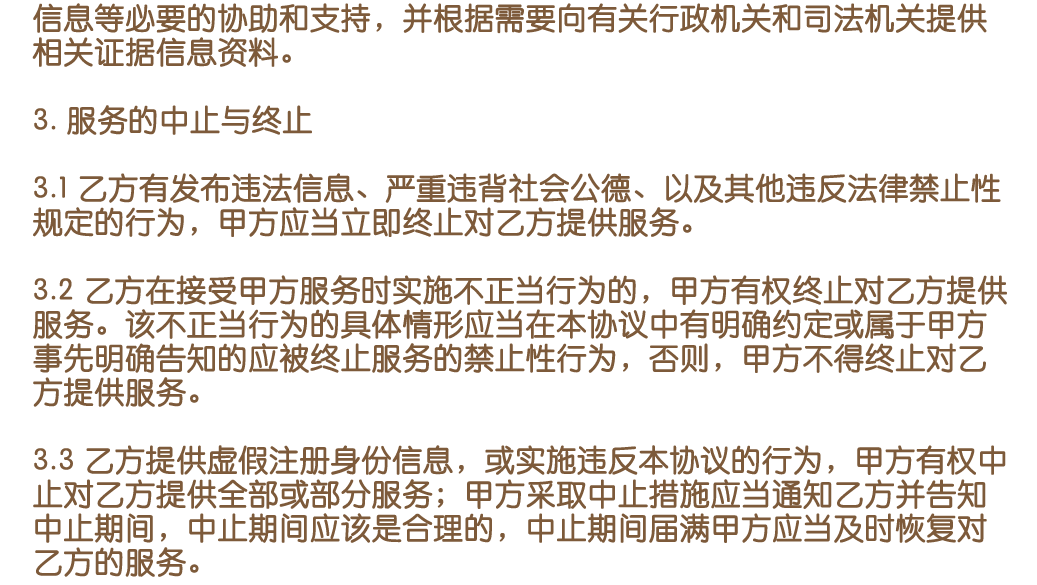 信息等必要的协助和支持，并根据需要向有关行政机关和司法机关提供
相关证据信息资料。
3. 服务的中止与终止
3.1 乙方有发布违法信息、严重违背社会公德、以及其他违反法律禁止性
规定的行为，甲方应当立即终止对乙方提供服务。
3.2 乙方在接受甲方服务时实施不正当行为的，甲方有权终止对乙方提供
服务。该不正当行为的具体情形应当在本协议中有明确约定或属于甲方
事先明确告知的应被终止服务的禁止性行为，否则，甲方不得终止对乙
方提供服务。
3.3 乙方提供虚假注册身份信息，或实施违反本协议的行为，甲方有权中
止对乙方提供全部或部分服务；甲方采取中止措施应当通知乙方并告知
中止期间，中止期间应该是合理的，中止期间届满甲方应当及时恢复对
乙方的服务。